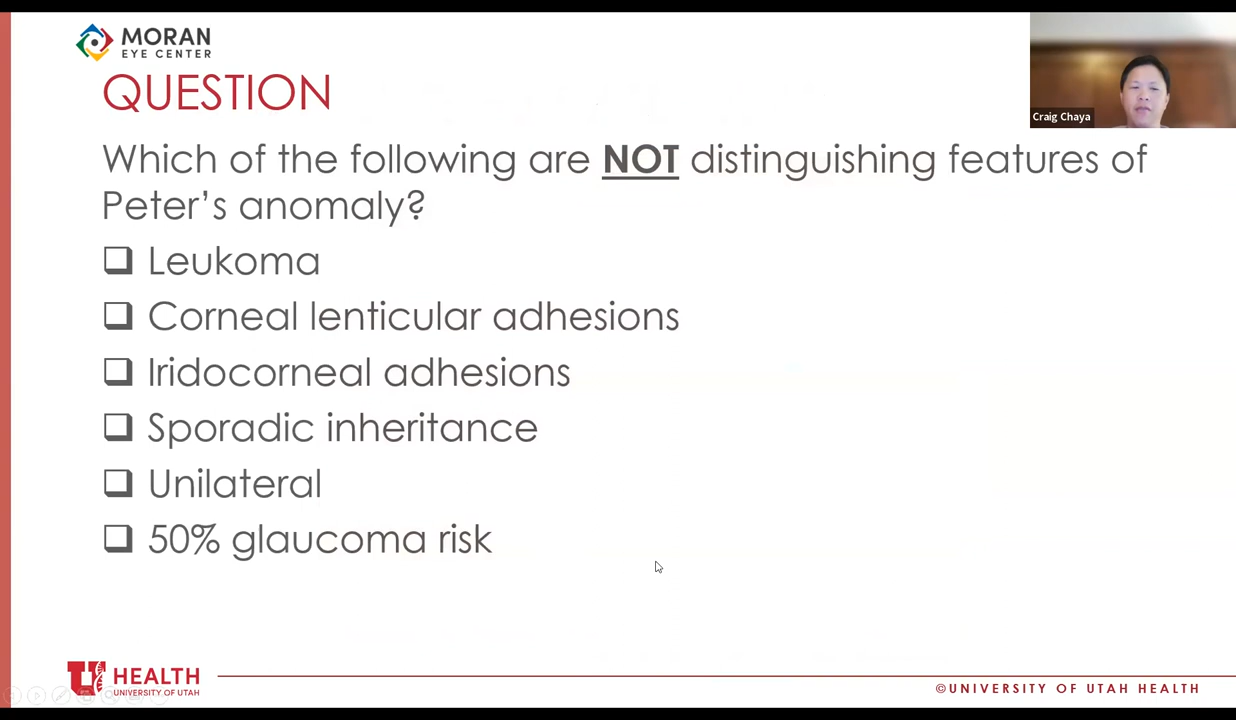 MORAN
EYE CENTER
QUESTION
Craig Chaya
Which of the following are NOT distinguishing features of
Peter’s anomaly?
Leukoma
Corneal lenticular adhesions
Iridocorneal adhesions
Sporadic inheritance
Unilateral
50% glaucoma risk
U HEALTH
UNIVERSITY OF UTAH
©UNIVERSITY OF UTAH HEALTH